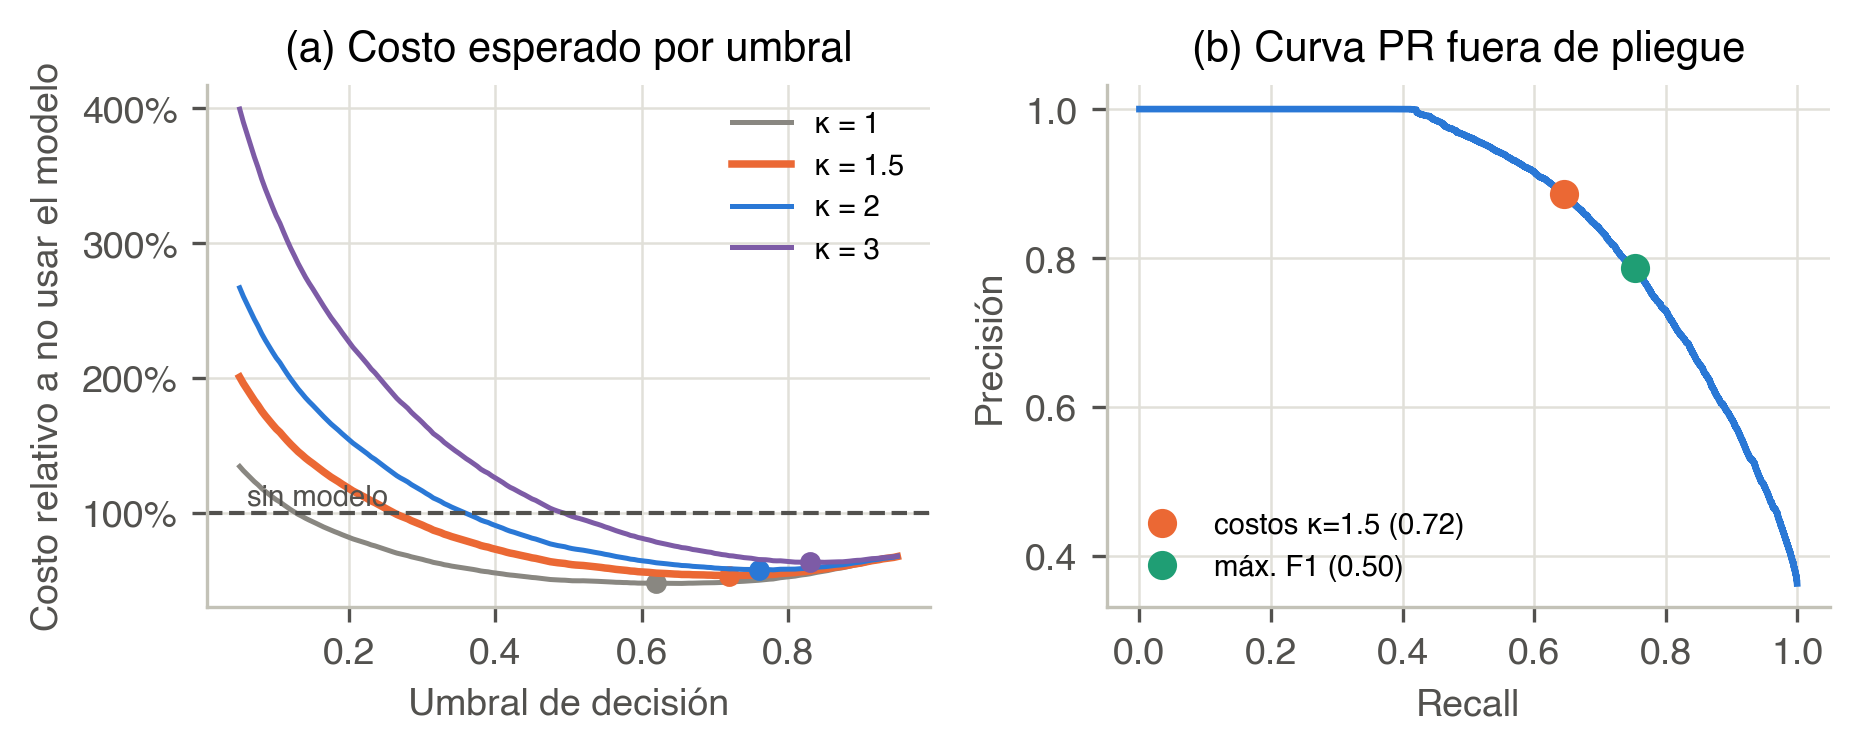 (a) Costo esperado por umbral
Costo relativo a no usar el modelo
400%
300%
200%
100%
κ = 1
κ = 1.5
κ = 2
κ = 3
sin modelo
0.2 0.4 0.6 0.8
Umbral de decisión
(b) Curva PR fuera de pliegue
Precisión
1.0
0.8
0.6
0.4
costos κ=1.5 (0.72)
máx. F1 (0.50)
0.0 0.2 0.4 0.6 0.8 1.0
Recall